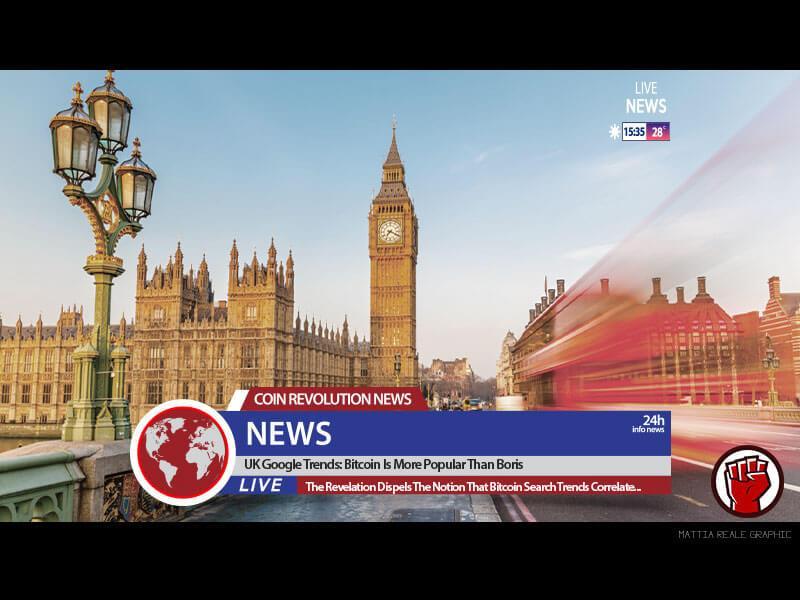 LIVE
NEWS
15:35 28°
COIN REVOLUTION NEWS
NEWS
24h
info news
UK Google Trends: Bitcoin Is More Popular Than Boris
LIVE The Revelation Dispels The Notion That Bitcoin Search Trends Correlate...
MATTIA REALE GRAPHIC